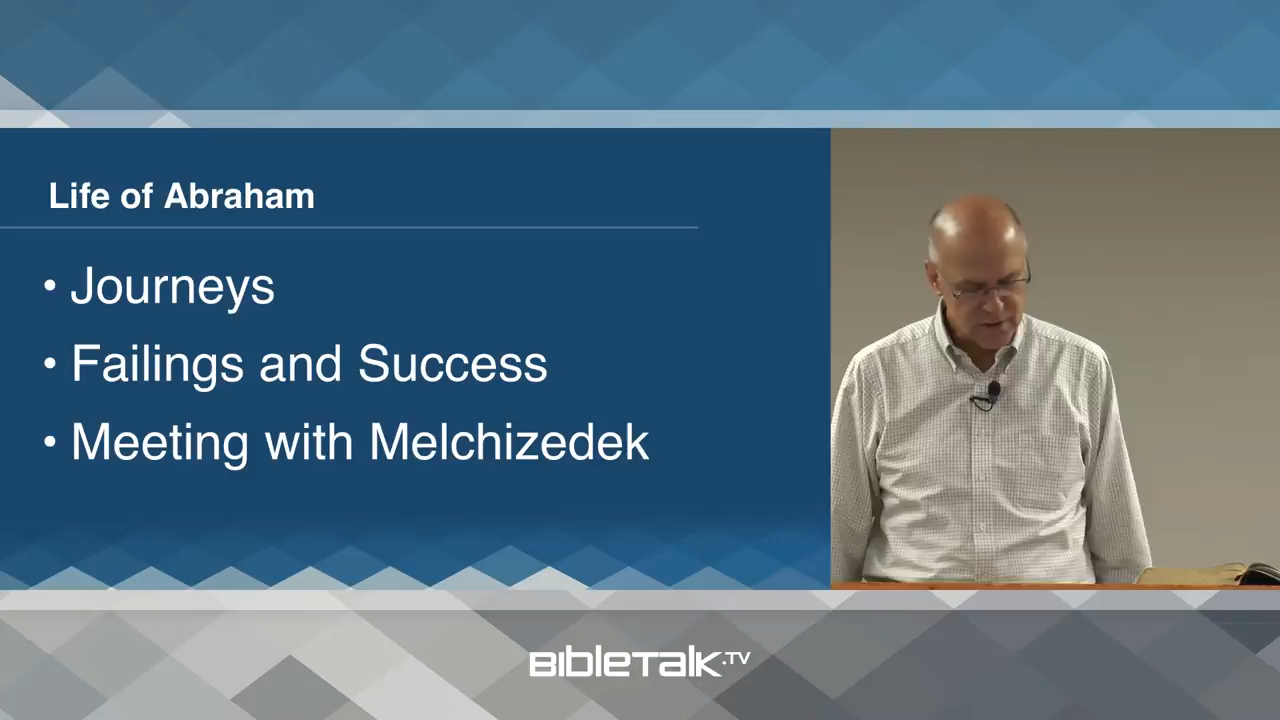 Life of Abraham
• Journeys
• Failings and Success
• Meeting with Melchizedek
BIBLETALK.TV